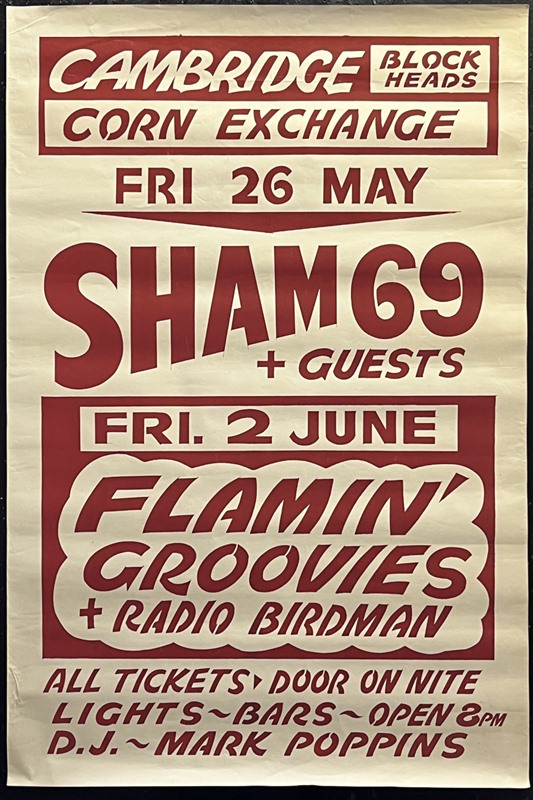 CAMBRIDGE
BLOCK
HEADS
CORN EXCHANGE
FRI 26 MAY
SHAM 69
+ GUESTS
FRI. 2 JUNE
FLAMIN'
GROOVIES
+ RADIO BIRDMAN
ALL TICKETS DOOR ON NITE
LIGHTS~BARS~OPEN 8PM
D.J.~MARK POPPINS